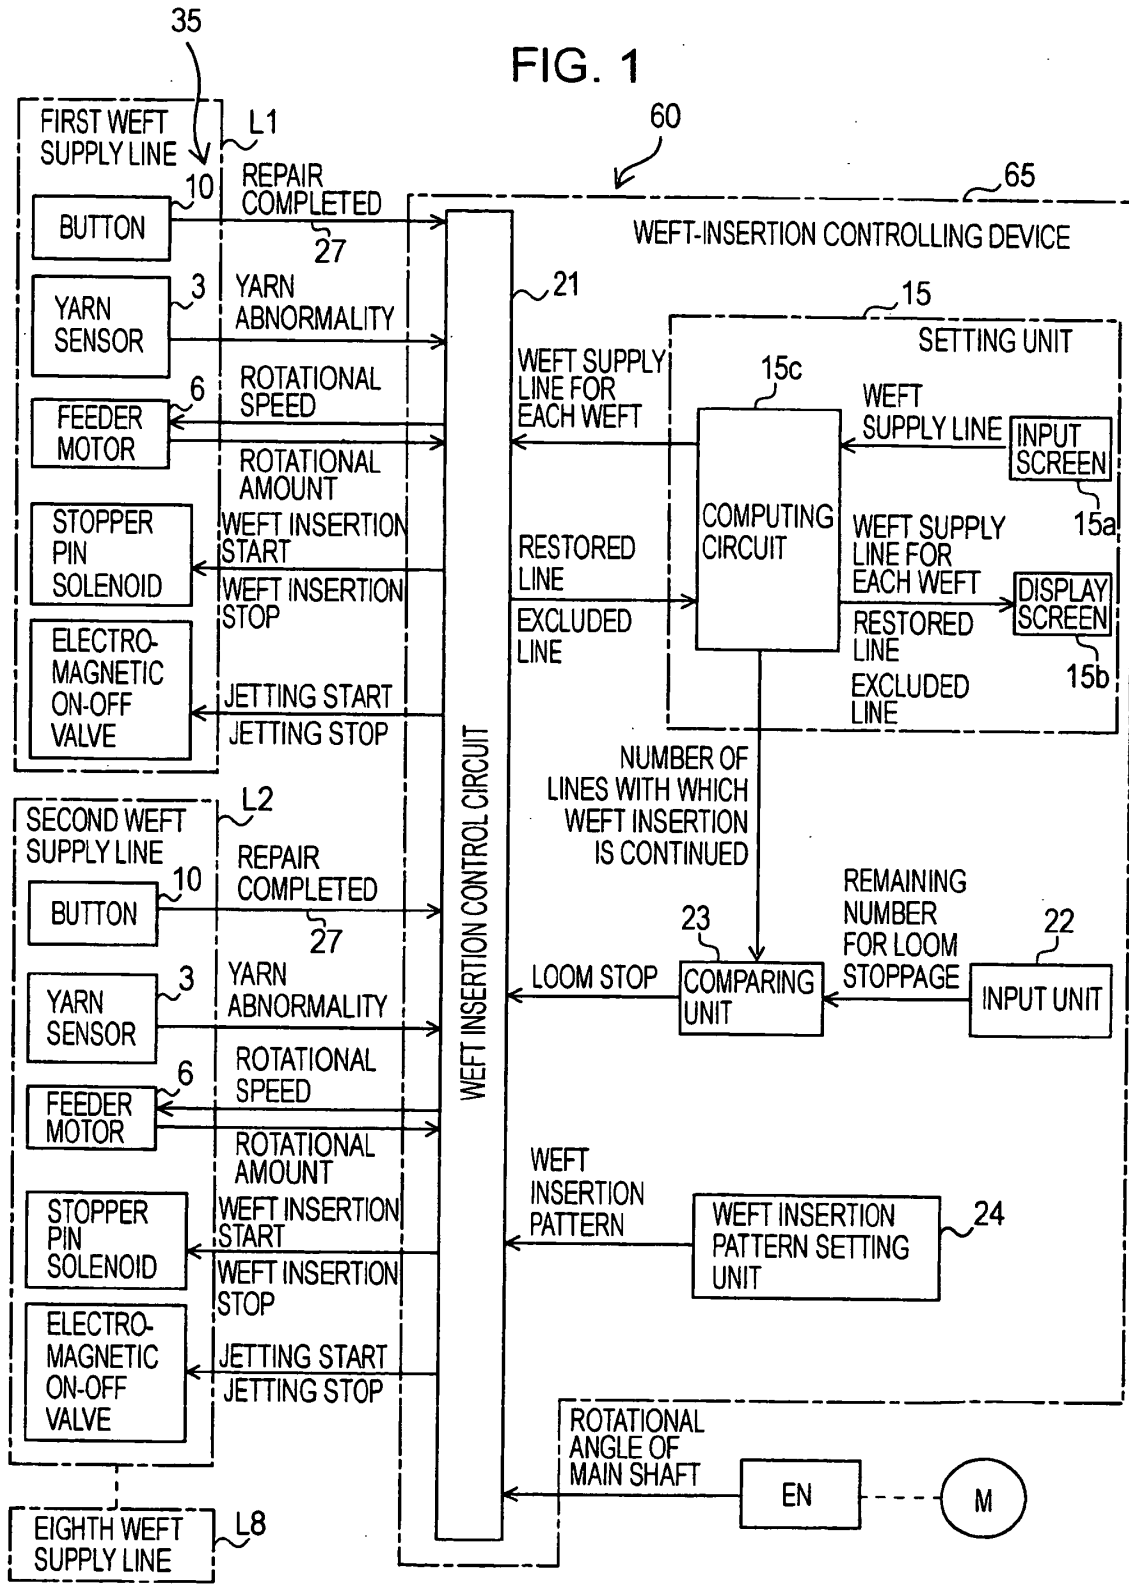 FIG. 1
35
60
65
FIRST WEFT
SUPPLY LINE
L1
10
BUTTON
REPAIR
COMPLETED
27
3
YARN
SENSOR
YARN
ABNORMALITY
6
FEEDER
MOTOR
ROTATIONAL
SPEED
ROTATIONAL
AMOUNT
STOPPER
PIN
SOLENOID
WEFT INSERTION
START
WEFT INSERTION
STOP
ELECTRO-
MAGNETIC
ON-OFF
VALVE
JETTING START
JETTING STOP
SECOND WEFT
SUPPLY LINE
L2
10
BUTTON
REPAIR
COMPLETED
27
3
YARN
SENSOR
YARN
ABNORMALITY
6
FEEDER
MOTOR
ROTATIONAL
SPEED
ROTATIONAL
AMOUNT
STOPPER
PIN
SOLENOID
WEFT INSERTION
START
WEFT INSERTION
STOP
ELECTRO-
MAGNETIC
ON-OFF
VALVE
JETTING START
JETTING STOP
EIGHTH WEFT
SUPPLY LINE
L8
WEFT INSERTION CONTROL CIRCUIT
21
WEFT-INSERTION CONTROLLING DEVICE
15
SETTING UNIT
WEFT SUPPLY
LINE FOR
EACH WEFT
15c
COMPUTING
CIRCUIT
WEFT
SUPPLY LINE
INPUT
SCREEN
15a
WEFT SUPPLY
LINE FOR
EACH WEFT
DISPLAY
SCREEN
15b
RESTORED
LINE
EXCLUDED
LINE
RESTORED
LINE
EXCLUDED
LINE
NUMBER OF
LINES WITH WHICH
WEFT INSERTION
IS CONTINUED
LOOM STOP
23
COMPARING
UNIT
REMAINING
NUMBER
FOR LOOM
STOPPAGE
22
INPUT UNIT
WEFT
INSERTION
PATTERN
WEFT INSERTION
PATTERN SETTING
UNIT
24
ROTATIONAL
ANGLE OF
MAIN SHAFT
EN
M